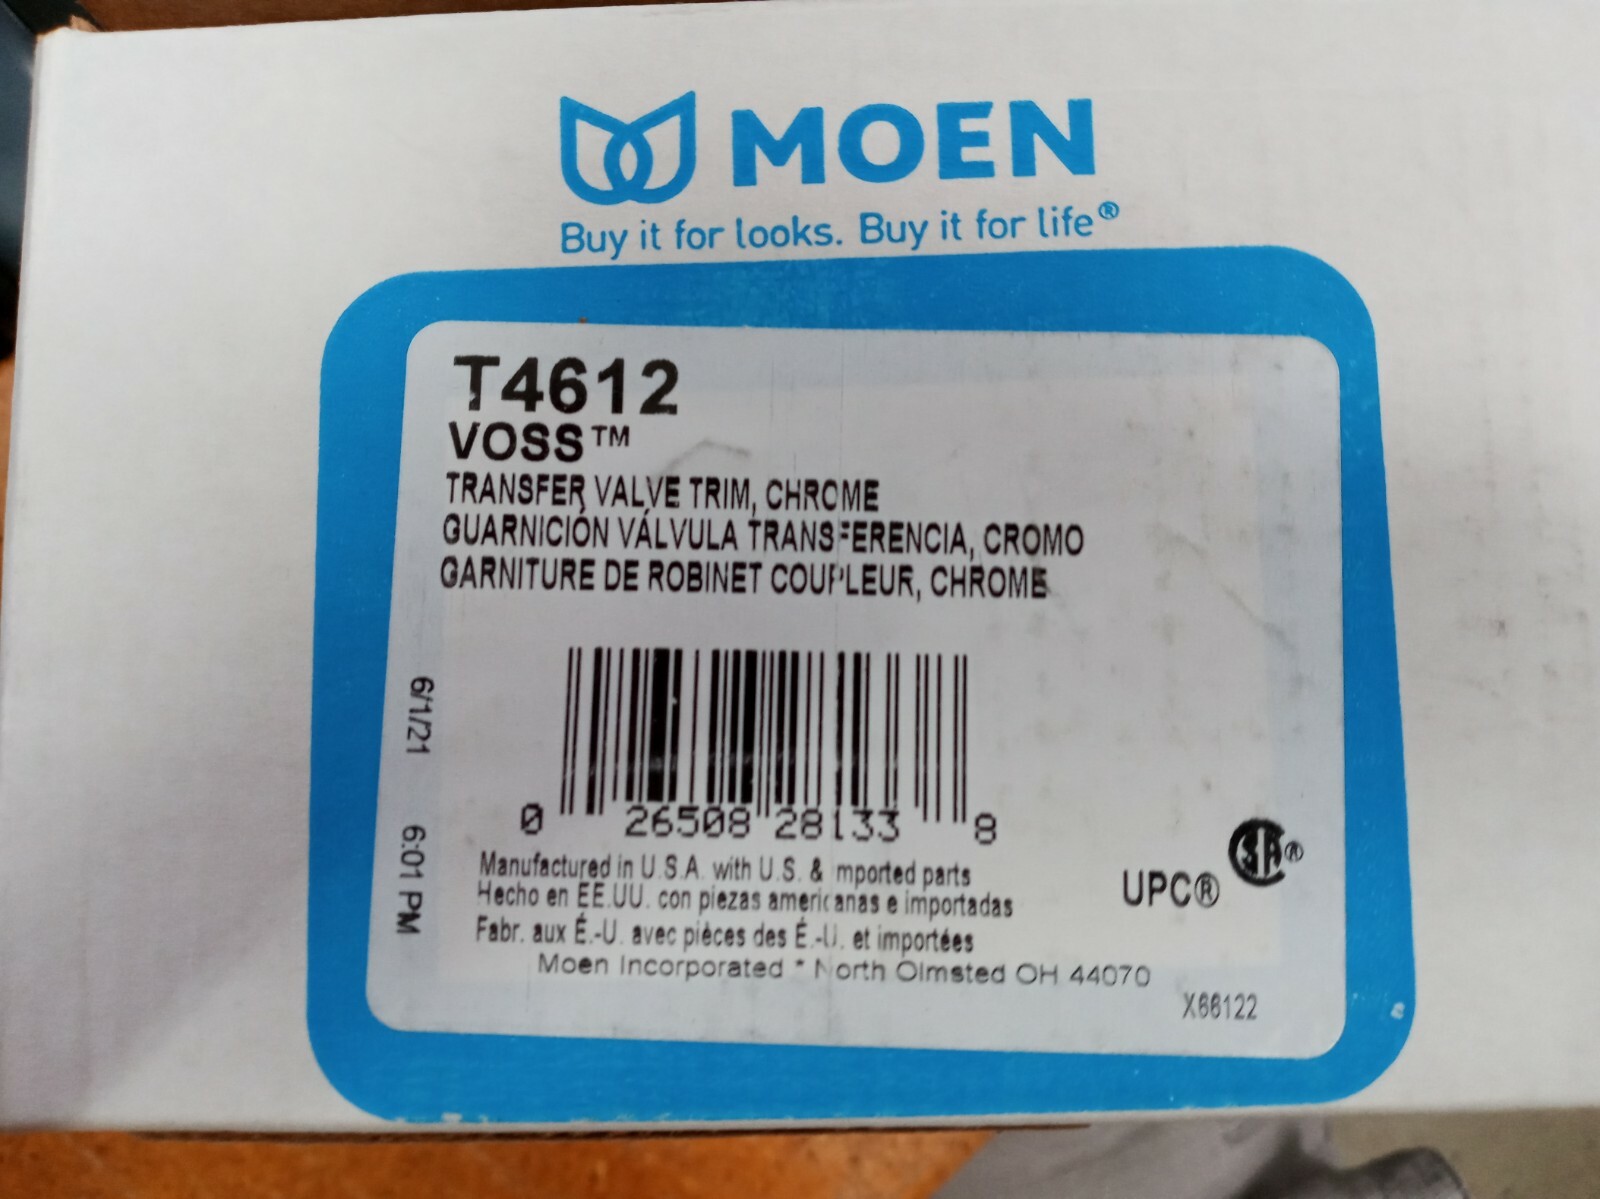 MOEN
Buy it for looks. Buy it for life®
T4612
VOSS™
TRANSFER VALVE TRIM, CHROME
GUARNICIÓN VÁLVULA TRANSFERENCIA, CROMO
GARNITURE DE ROBINET COUPLEUR, CHROME
6/1/21 6:01 PM
0 26508 28133 8
Manufactured in U.S.A. with U.S. & Imported parts
Hecho en EE.UU. con piezas americanas e importadas
Fabr. aux É.-U. avec pièces des É.-U. et importées
Moen Incorporated * North Olmsted OH 44070
UPC® SA®
X66122